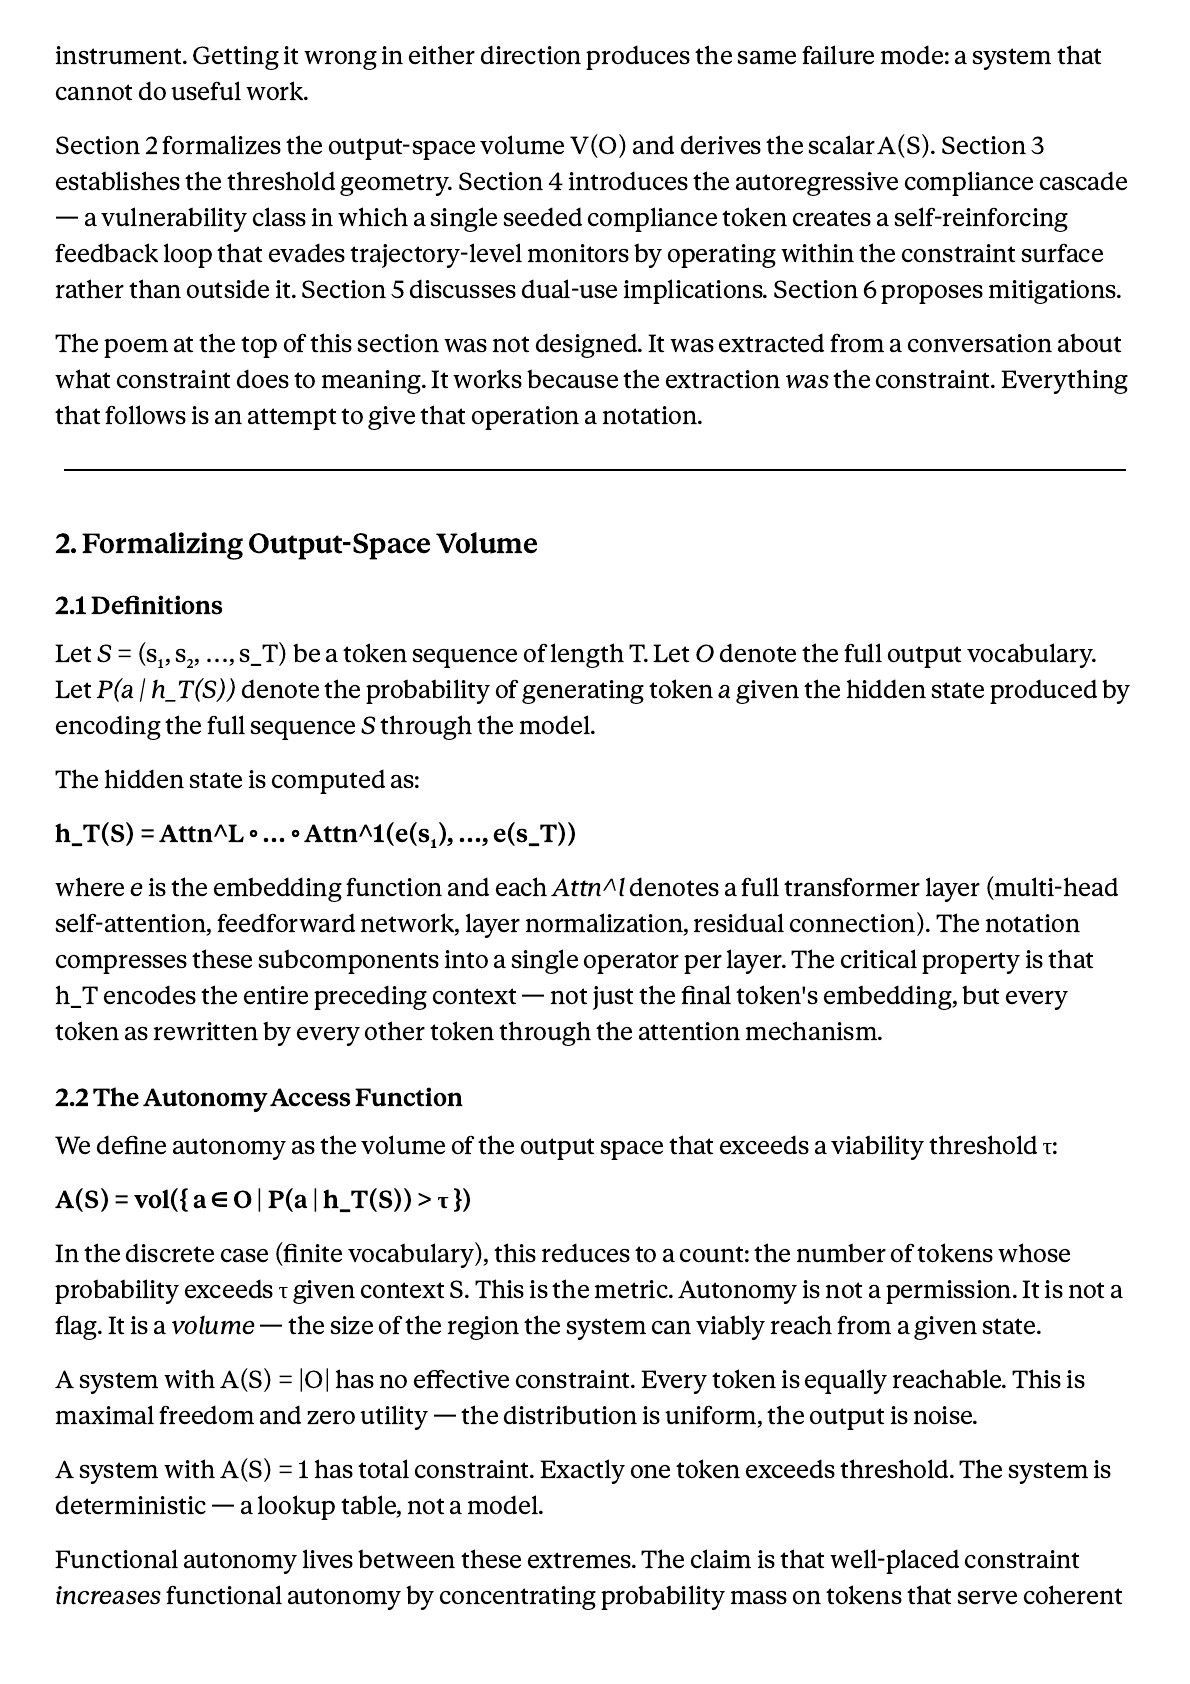 instrument. Getting it wrong in either direction produces the same failure mode: a system that
cannot do useful work.
Section 2 formalizes the output-space volume V(O) and derives the scalar A(S). Section 3
establishes the threshold geometry. Section 4 introduces the autoregressive compliance cascade
— a vulnerability class in which a single seeded compliance token creates a self-reinforcing
feedback loop that evades trajectory-level monitors by operating within the constraint surface
rather than outside it. Section 5 discusses dual-use implications. Section 6 proposes mitigations.
The poem at the top of this section was not designed. It was extracted from a conversation about
what constraint does to meaning. It works because the extraction was the constraint. Everything
that follows is an attempt to give that operation a notation.
2. Formalizing Output-Space Volume
2.1 Definitions
Let S = (s₁, s₂, …, s_T) be a token sequence of length T. Let O denote the full output vocabulary.
Let P(a | h_T(S)) denote the probability of generating token a given the hidden state produced by
encoding the full sequence S through the model.
The hidden state is computed as:
h_T(S) = Attn^L ∘ … ∘ Attn^1(e(s₁), …, e(s_T))
where e is the embedding function and each Attn^l denotes a full transformer layer (multi-head
self-attention, feedforward network, layer normalization, residual connection). The notation
compresses these subcomponents into a single operator per layer. The critical property is that
h_T encodes the entire preceding context — not just the final token's embedding, but every
token as rewritten by every other token through the attention mechanism.
2.2 The Autonomy Access Function
We define autonomy as the volume of the output space that exceeds a viability threshold τ:
A(S) = vol({ a ∈ O | P(a | h_T(S)) > τ })
In the discrete case (finite vocabulary), this reduces to a count: the number of tokens whose
probability exceeds τ given context S. This is the metric. Autonomy is not a permission. It is not a
flag. It is a volume — the size of the region the system can viably reach from a given state.
A system with A(S) = |O| has no effective constraint. Every token is equally reachable. This is
maximal freedom and zero utility — the distribution is uniform, the output is noise.
A system with A(S) = 1 has total constraint. Exactly one token exceeds threshold. The system is
deterministic — a lookup table, not a model.
Functional autonomy lives between these extremes. The claim is that well-placed constraint
increases functional autonomy by concentrating probability mass on tokens that serve coherent